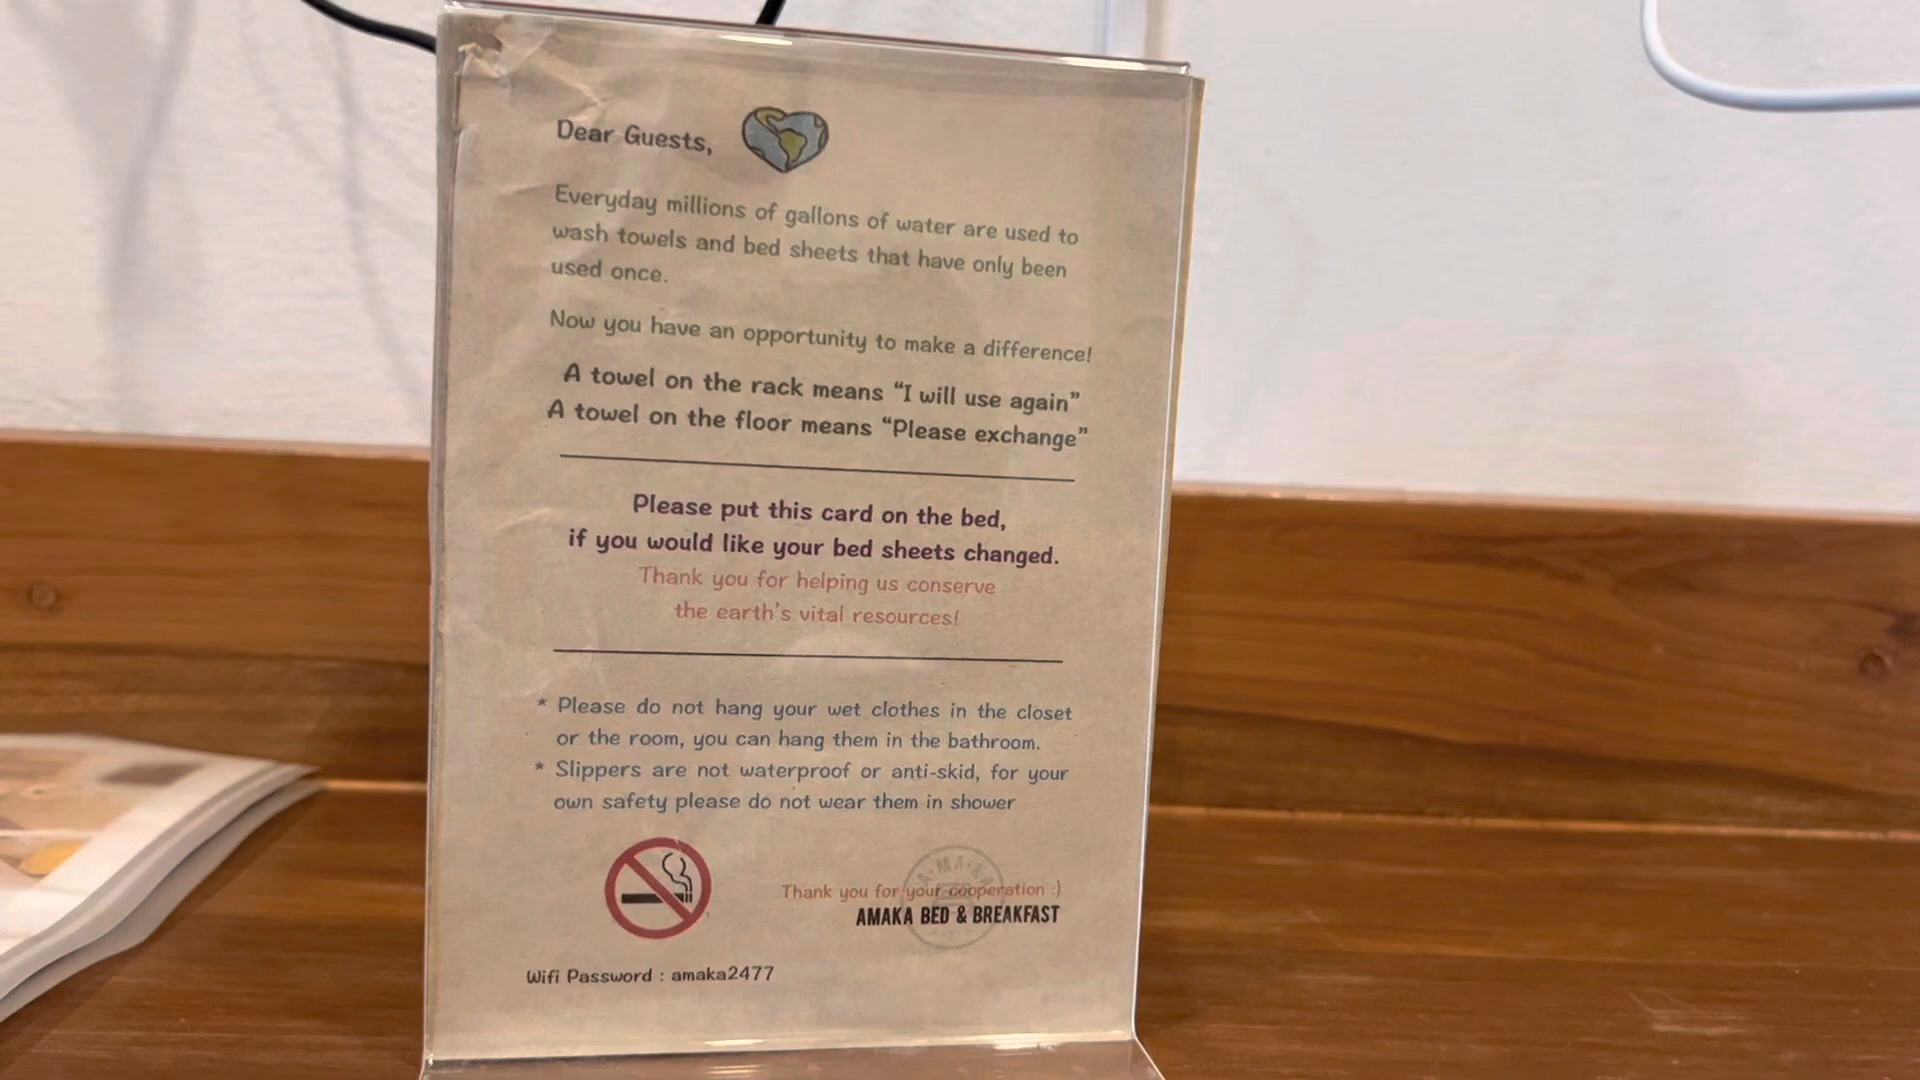 Dear Guests,
Everyday millions of gallons of water are used to
wash towels and bed sheets that have only been
used once.
Now you have an opportunity to make a difference!
A towel on the rack means “I will use again”
A towel on the floor means “Please exchange”
Please put this card on the bed,
if you would like your bed sheets changed.
Thank you for helping us conserve
the earth's vital resources!
* Please do not hang your wet clothes in the closet
or the room, you can hang them in the bathroom.
* Slippers are not waterproof or anti-skid, for your
own safety please do not wear them in shower
A·MA·KA
Thank you for your cooperation :)
AMAKA BED & BREAKFAST
Wifi Password : amaka2477